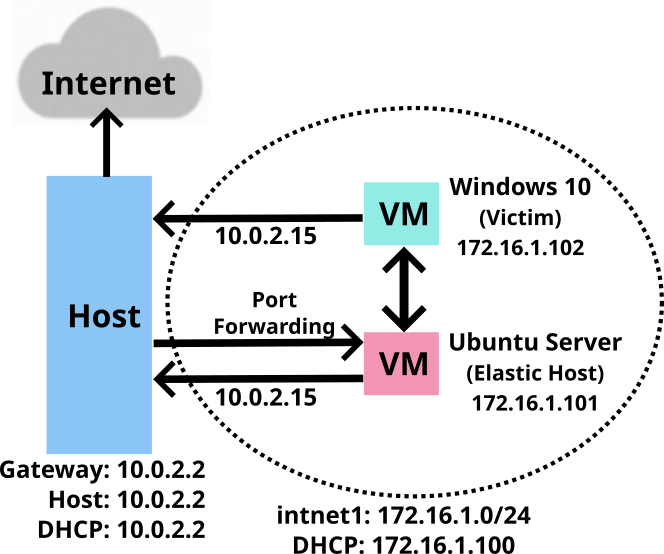 Internet
Host
Gateway: 10.0.2.2
Host: 10.0.2.2
DHCP: 10.0.2.2
10.0.2.15
Port
Forwarding
10.0.2.15
VM
Windows 10
(Victim)
172.16.1.102
VM
Ubuntu Server
(Elastic Host)
172.16.1.101
intnet1: 172.16.1.0/24
DHCP: 172.16.1.100